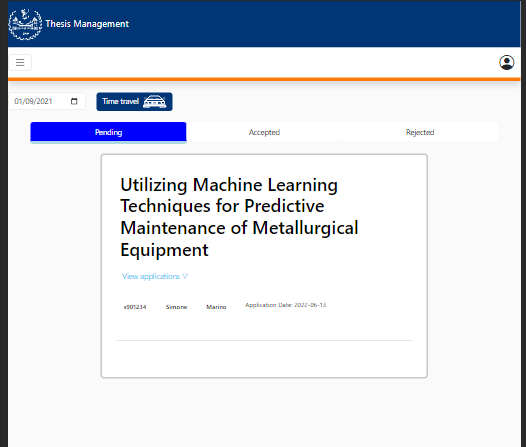 Thesis Management
01/09/2021
Time travel
Pending Accepted Rejected
Utilizing Machine Learning
Techniques for Predictive
Maintenance of Metallurgical
Equipment
View applications ▽
s901234 Simone Marino Application Date: 2022-06-13